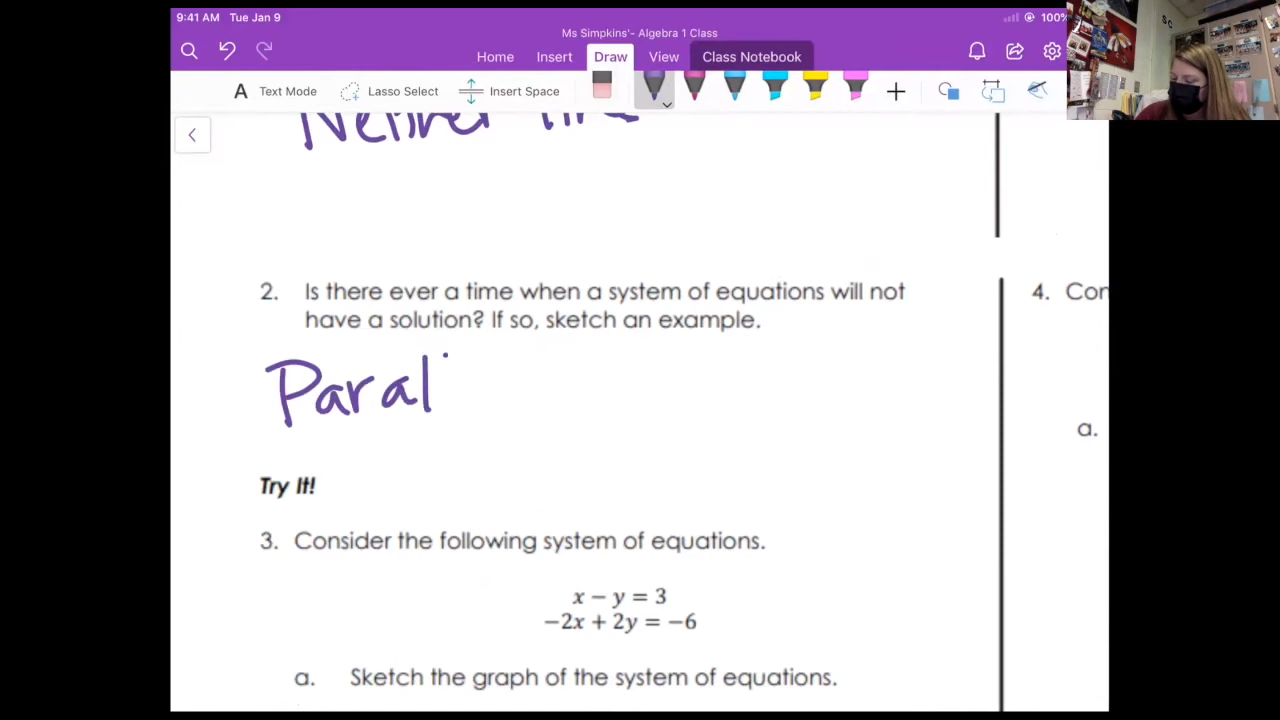 9:41 AM Tue Jan 9
100%
Ms Simpkins'- Algebra 1 Class
Home Insert Draw View Class Notebook
A Text Mode Lasso Select Insert Space
2. Is there ever a time when a system of equations will not
have a solution? If so, sketch an example.
Paral
Try It!
3. Consider the following system of equations.
x − y = 3
−2x + 2y = −6
a. Sketch the graph of the system of equations.
4. Con
a.